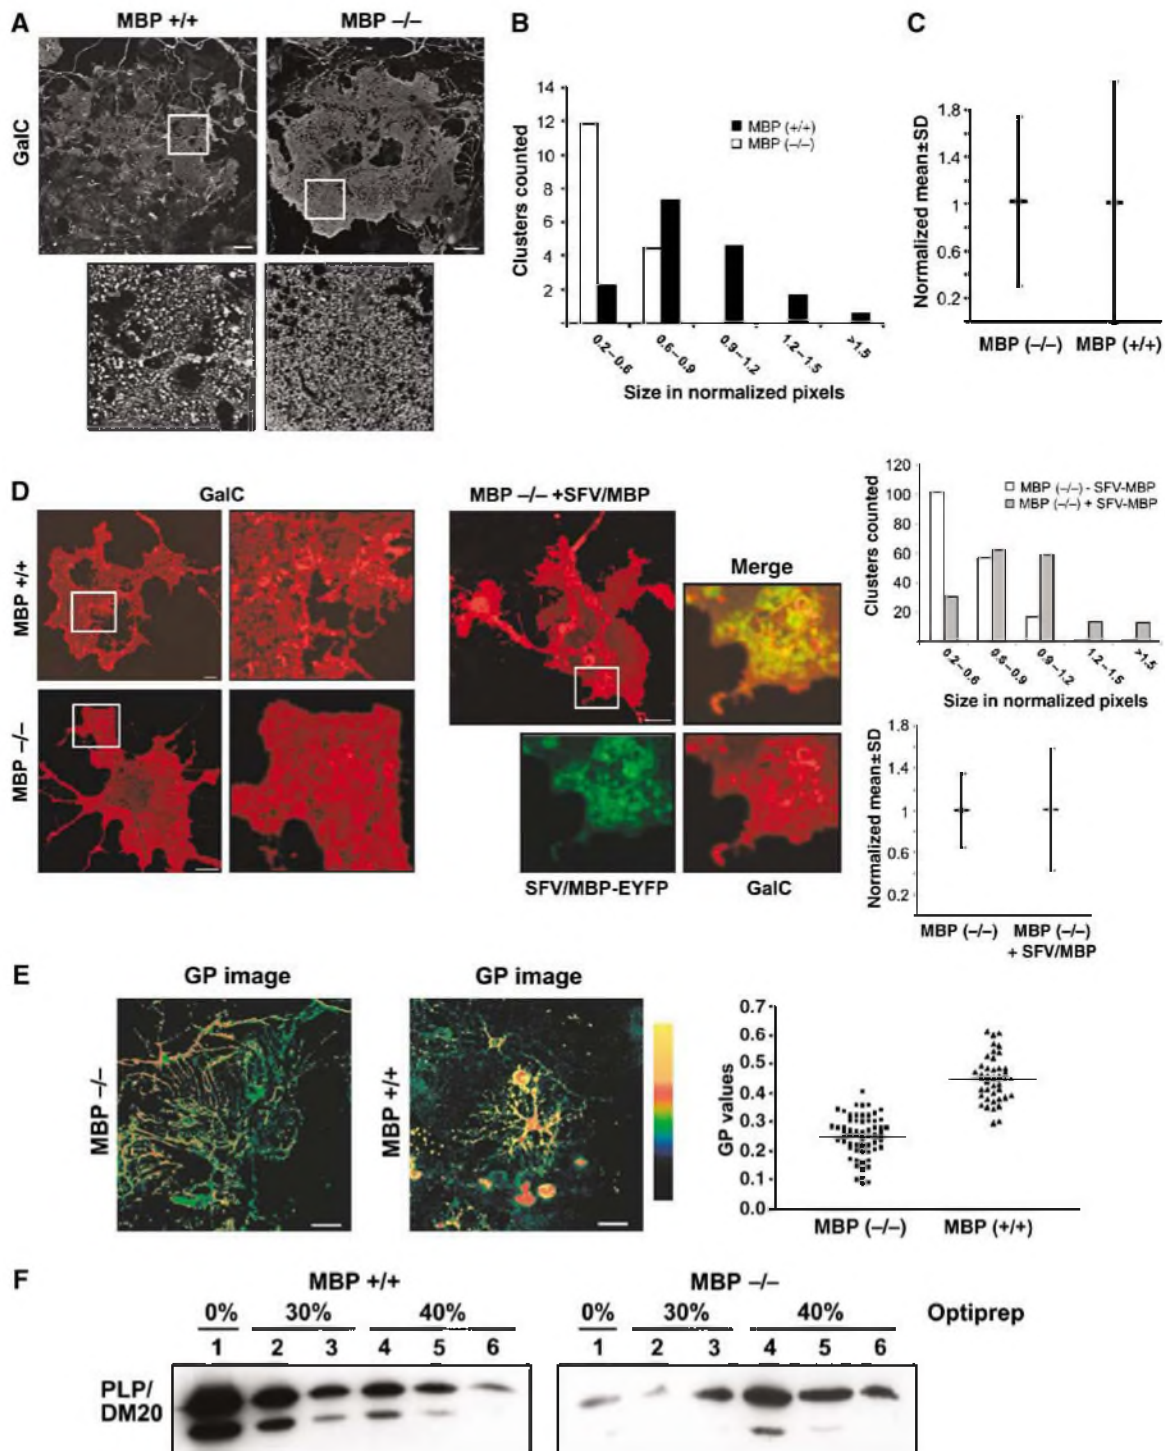 A
MBP +/+
MBP –/–
GalC
B
14
12
10
8
6
4
2
Clusters counted
MBP (+/+)
MBP (–/–)
0.2–0.6
0.6–0.9
0.9–1.2
1.2–1.5
>1.5
Size in normalized pixels
C
1.8
1.4
1
0.6
0.2
Normalized mean±SD
MBP (–/–)
MBP (+/+)
D
GalC
MBP +/+
MBP –/–
MBP –/– +SFV/MBP
Merge
SFV/MBP-EYFP
GalC
120
100
80
60
40
20
Clusters counted
MBP (–/–) - SFV-MBP
MBP (–/–) + SFV-MBP
0.2–0.6
0.6–0.9
0.9–1.2
1.2–1.5
>1.5
Size in normalized pixels
1.8
1.4
1
0.6
0.2
Normalized mean±SD
MBP (–/–)
MBP (–/–)
+ SFV/MBP
E
GP image
MBP –/–
GP image
MBP +/+
0.7
0.6
0.5
0.4
0.3
0.2
0.1
0.0
GP values
MBP (–/–)
MBP (+/+)
F
MBP +/+
MBP –/–
0% 30% 40%
0% 30% 40%
Optiprep
1 2 3 4 5 6
1 2 3 4 5 6
PLP/
DM20